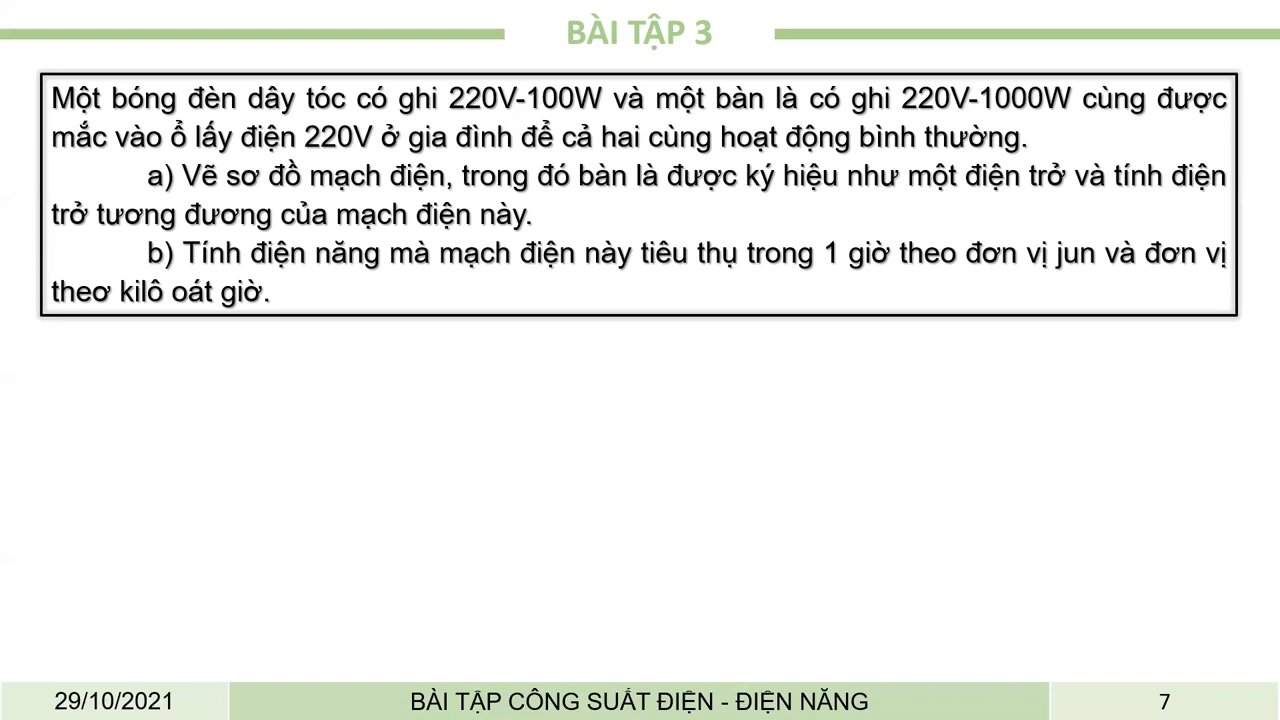 BÀI TẬP 3
Một bóng đèn dây tóc có ghi 220V-100W và một bàn là có ghi 220V-1000W cùng được
mắc vào ổ lấy điện 220V ở gia đình để cả hai cùng hoạt động bình thường.
a) Vẽ sơ đồ mạch điện, trong đó bàn là được ký hiệu như một điện trở và tính điện
trở tương đương của mạch điện này.
b) Tính điện năng mà mạch điện này tiêu thụ trong 1 giờ theo đơn vị jun và đơn vị
theơ kilô oát giờ.
29/10/2021
BÀI TẬP CÔNG SUẤT ĐIỆN - ĐIỆN NĂNG
7